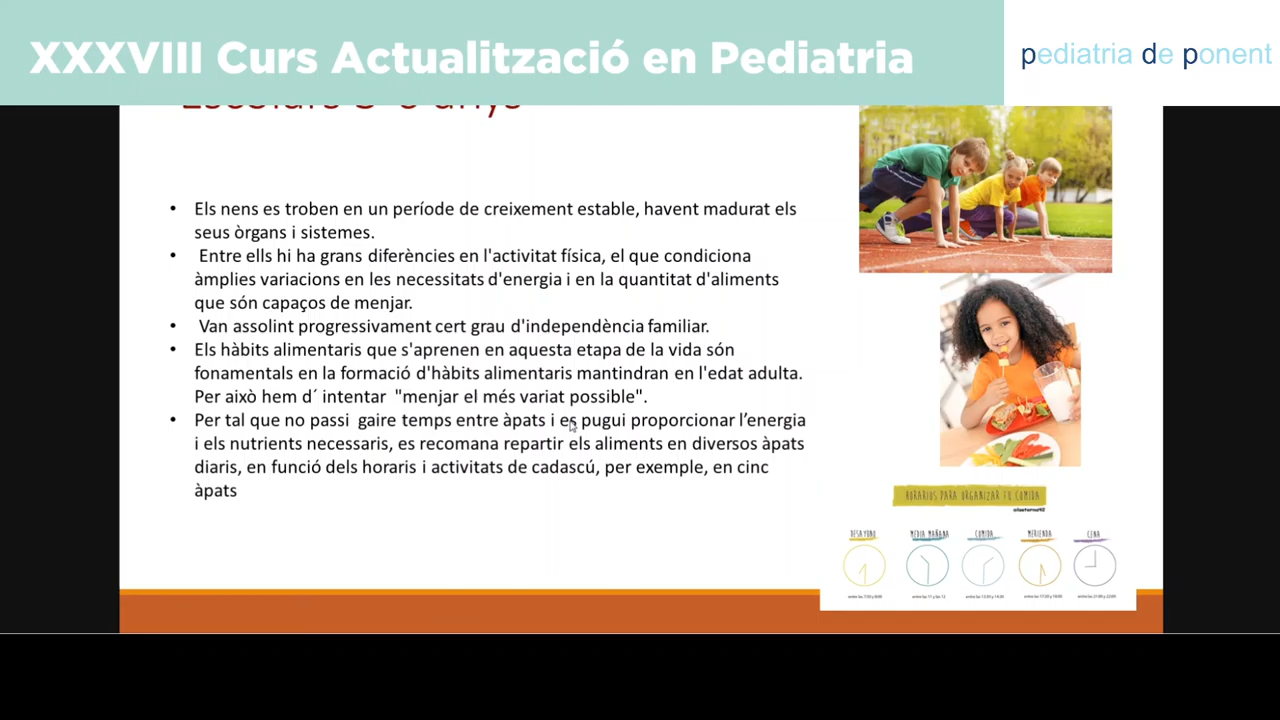 XXXVIII Curs Actualització en Pediatria
pediatria de ponent
• Els nens es troben en un període de creixement estable, havent madurat els
seus òrgans i sistemes.
• Entre ells hi ha grans diferències en l'activitat física, el que condiciona
àmplies variacions en les necessitats d'energia i en la quantitat d'aliments
que són capaços de menjar.
• Van assolint progressivament cert grau d'independència familiar.
• Els hàbits alimentaris que s'aprenen en aquesta etapa de la vida són
fonamentals en la formació d'hàbits alimentaris mantindran en l'edat adulta.
Per això hem d´ intentar "menjar el més variat possible".
• Per tal que no passi gaire temps entre àpats i es pugui proporcionar l’energia
i els nutrients necessaris, es recomana repartir els aliments en diversos àpats
diaris, en funció dels horaris i activitats de cadascú, per exemple, en cinc
àpats
HORARIOS PARA ORGANIZAR TU COMIDA
DESAYUNO MEDIA MAÑANA COMIDA MERIENDA CENA